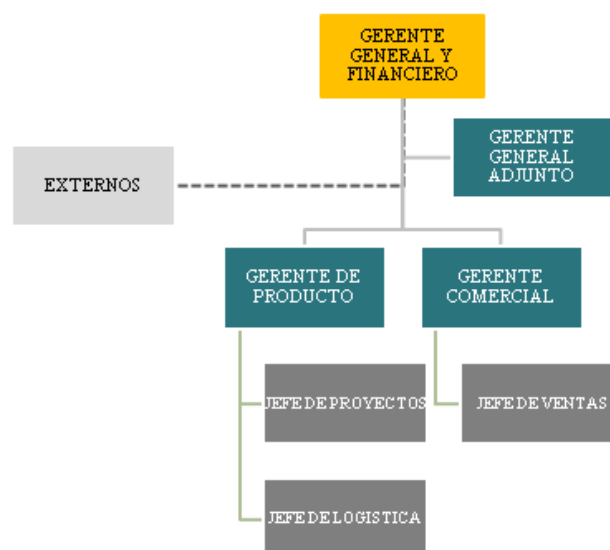 GERENTE
GENERAL Y
FINANCIERO
GERENTE
GENERAL
ADJUNTO
EXTERNOS
GERENTE DE
PRODUCTO
GERENTE
COMERCIAL
JEFE DE PROYECTOS
JEFE DE VENTAS
JEFE DE LOGISTICA